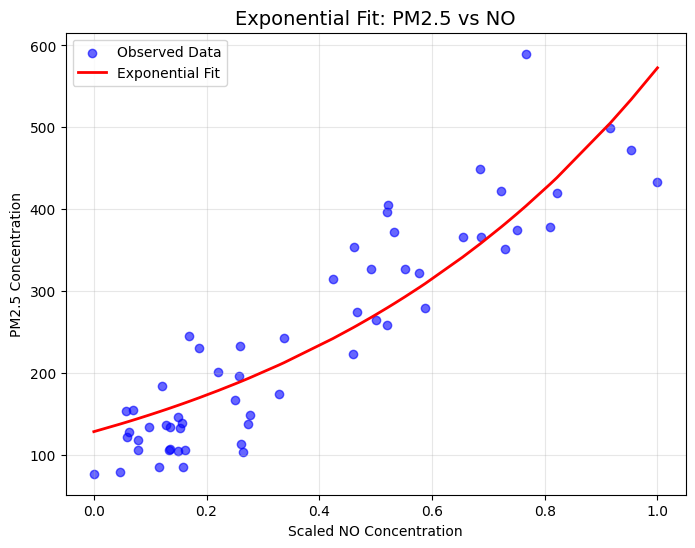 Exponential Fit: PM2.5 vs NO
Observed Data
Exponential Fit
PM2.5 Concentration
600
500
400
300
200
100
0.0 0.2 0.4 0.6 0.8 1.0
Scaled NO Concentration